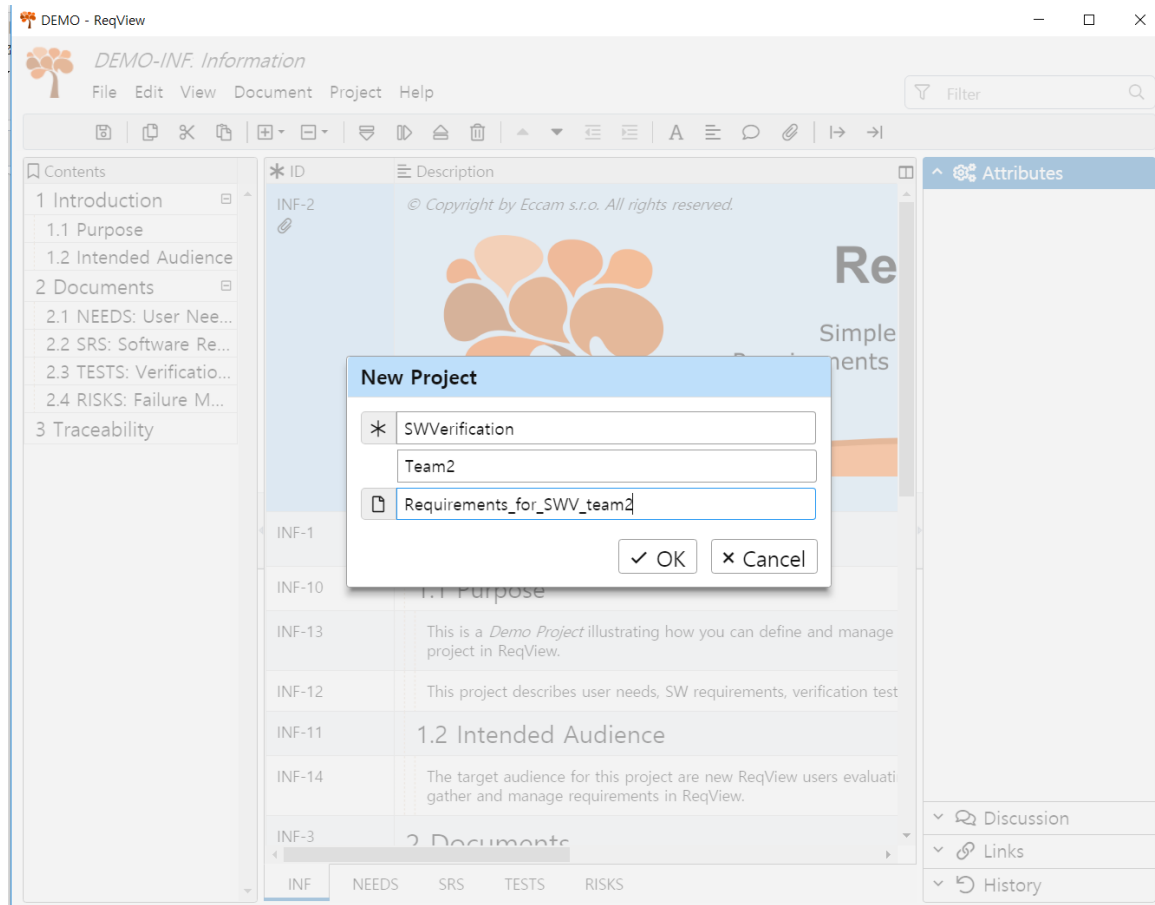 DEMO - ReqView
DEMO-INF. Information
File Edit View Document Project Help
Filter
Contents
ID
Description
Attributes
1 Introduction
1.1 Purpose
1.2 Intended Audience
2 Documents
2.1 NEEDS: User Nee...
2.2 SRS: Software Re...
2.3 TESTS: Verificatio...
2.4 RISKS: Failure M...
3 Traceability
INF-2
© Copyright by Eccam s.r.o. All rights reserved.
Re
Simple
New Project
SWVerification
Team2
Requirements_for_SWV_team2
OK
Cancel
INF-1
INF-10
1.1 Purpose
INF-13
This is a Demo Project illustrating how you can define and manage
project in ReqView.
INF-12
This project describes user needs, SW requirements, verification test
INF-11
1.2 Intended Audience
INF-14
The target audience for this project are new ReqView users evaluati
gather and manage requirements in ReqView.
INF-3
2 Documents
Discussion
Links
History
INF NEEDS SRS TESTS RISKS